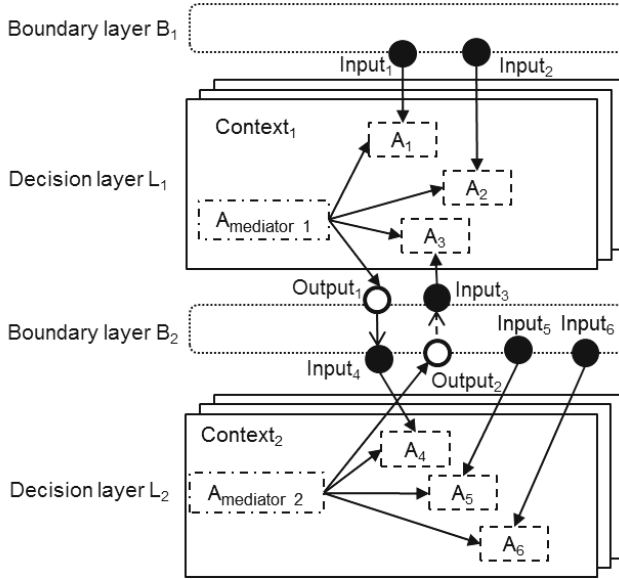 Boundary layer B₁
Input₁
Input₂
Context₁
A₁
Decision layer L₁
A₂
Amediator 1
A₃
Output₁
Input₃
Boundary layer B₂
Input₅
Input₆
Input₄
Output₂
Context₂
A₄
Decision layer L₂
Amediator 2
A₅
A₆